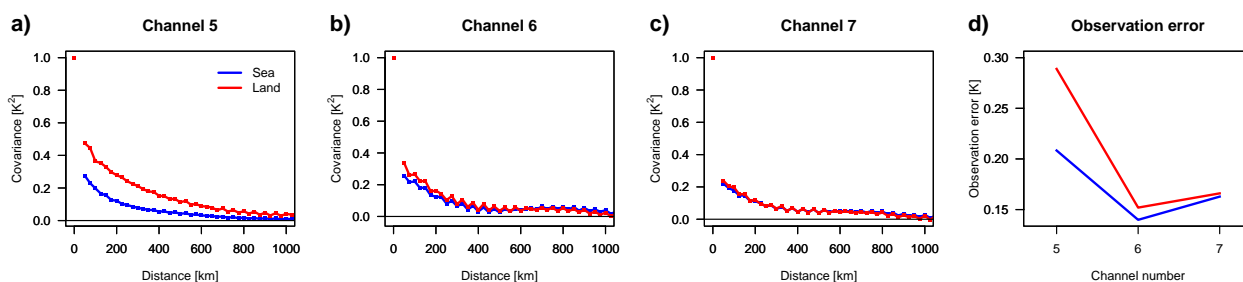 a)
Channel 5
Covariance [K²]
1.0
0.8
0.6
0.4
0.2
0.0
Sea
Land
0 200 400 600 800 1000
Distance [km]
b)
Channel 6
Covariance [K²]
1.0
0.8
0.6
0.4
0.2
0.0
0 200 400 600 800 1000
Distance [km]
c)
Channel 7
Covariance [K²]
1.0
0.8
0.6
0.4
0.2
0.0
0 200 400 600 800 1000
Distance [km]
d)
Observation error
Observation error [K]
0.30
0.25
0.20
0.15
5 6 7
Channel number